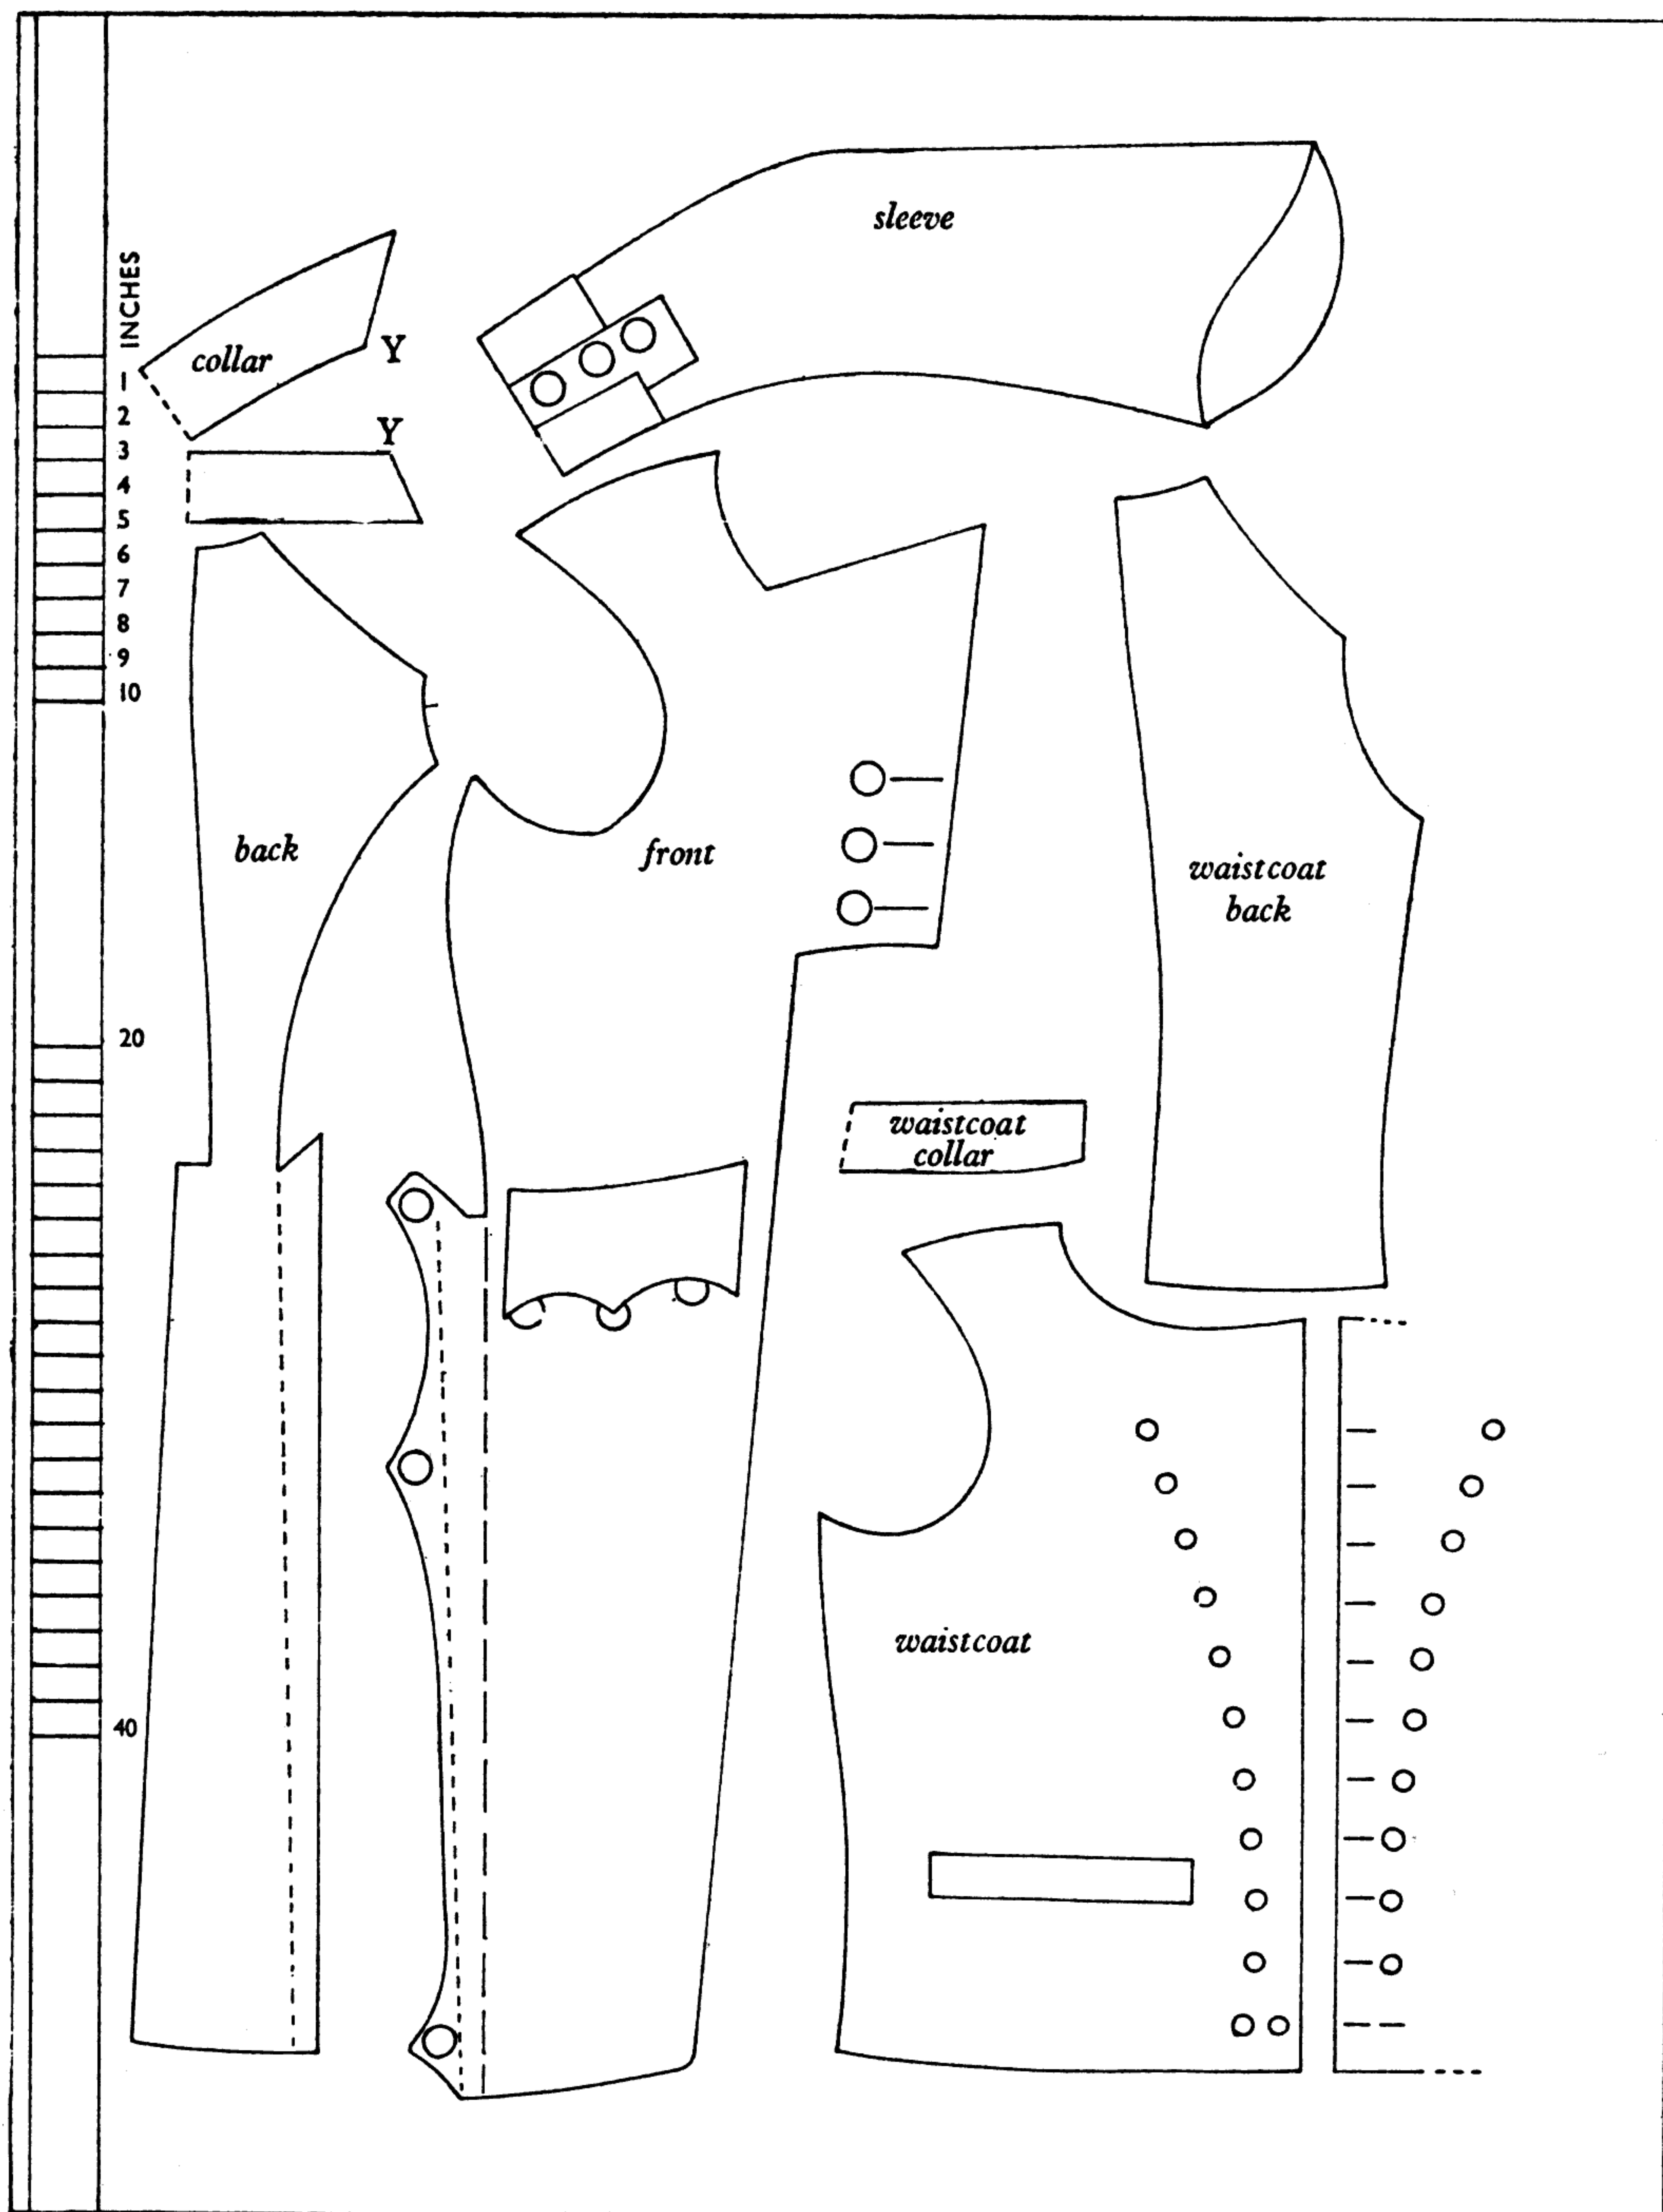 INCHES
1
2
3
4
5
6
7
8
9
10
20
40
collar
Y
Y
sleeve
back
front
waistcoat
back
waistcoat
collar
waistcoat